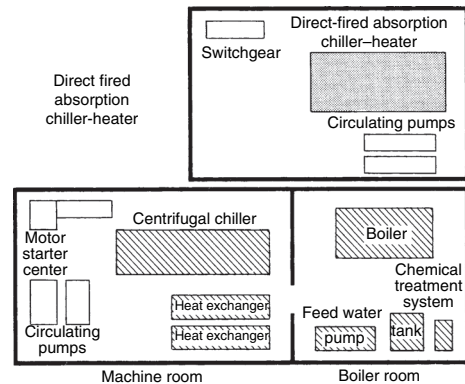 Direct-fired absorption
chiller–heater
Switchgear
Direct fired
absorption
chiller-heater
Circulating pumps
Centrifugal chiller
Motor
starter
center
Boiler
Chemical
treatment
system
Heat exchanger
Heat exchanger
Feed water
pump
tank
Circulating
pumps
Machine room
Boiler room